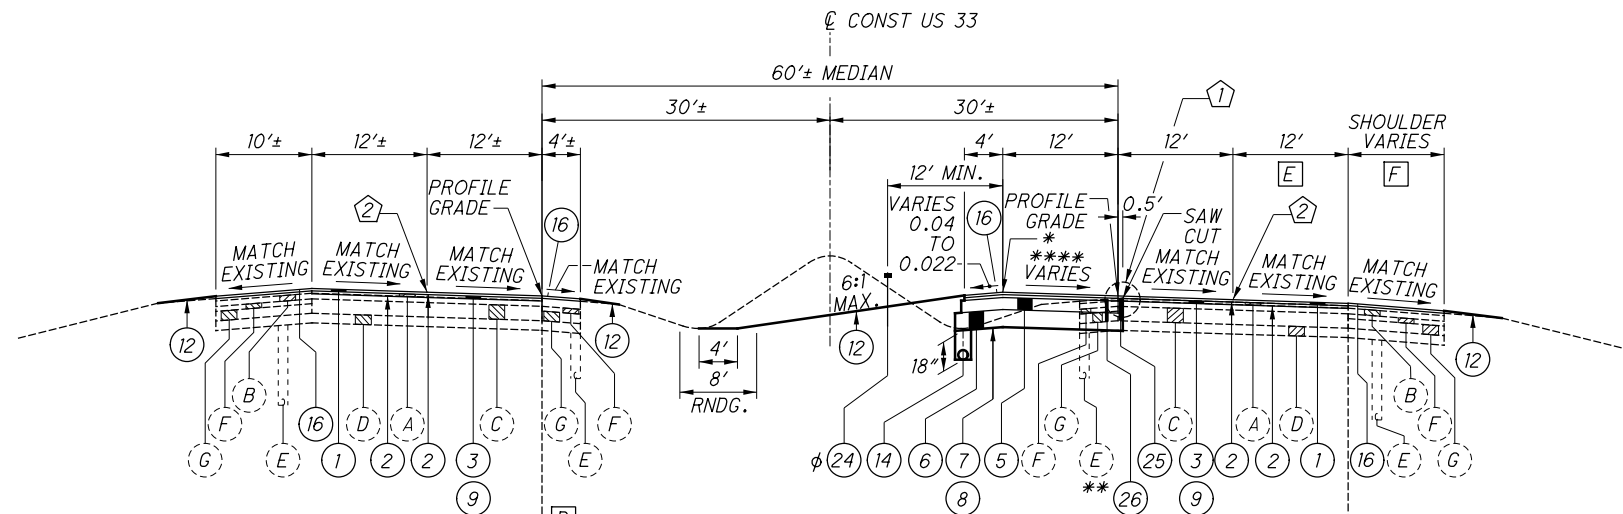 ℄ CONST US 33
60'± MEDIAN
30'± 30'±
1
10'± 12'± 12'± 4'± 4' 12' 12' 12' SHOULDER
VARIES
E F
12' MIN.
2 PROFILE
GRADE
16
VARIES
0.04
TO
0.022
16
PROFILE
GRADE
*
****
VARIES
0.5'
SAW
CUT
2
MATCH
EXISTING
MATCH
EXISTING
MATCH
EXISTING
MATCH
EXISTING
MATCH
EXISTING
MATCH
EXISTING
MATCH
EXISTING
6:1
MAX.
12 12 12 12
4'
8'
RNDG.
18"
B B
F 16 D A C G F G C A D F
G E 1 2 2 3 E ϕ 24 14 6 7 5 F E 25 3 2 2 1 16 E G
9 8 ** 26 9